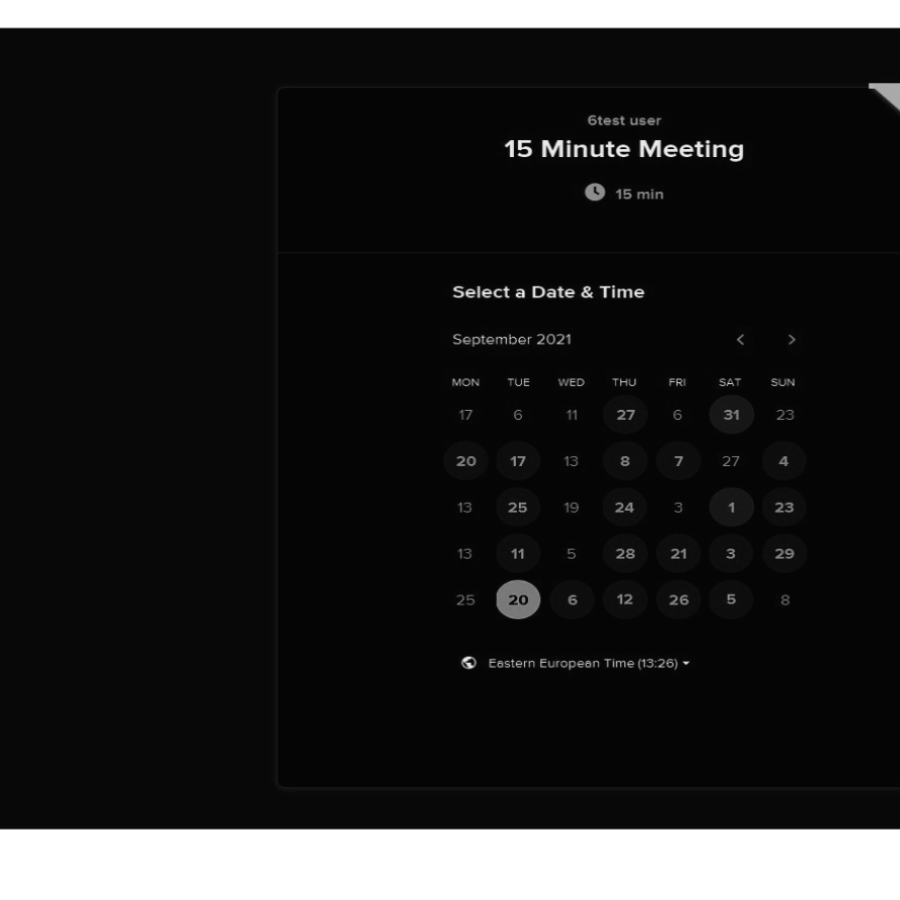 6test user
15 Minute Meeting
15 min
Select a Date & Time
September 2021
MON TUE WED THU FRI SAT SUN
17 6 11 27 6 31 23
20 17 13 8 7 27 4
13 25 19 24 3 1 23
13 11 5 28 21 3 29
25 20 6 12 26 5 8
Eestern Europeen Time (13:26)